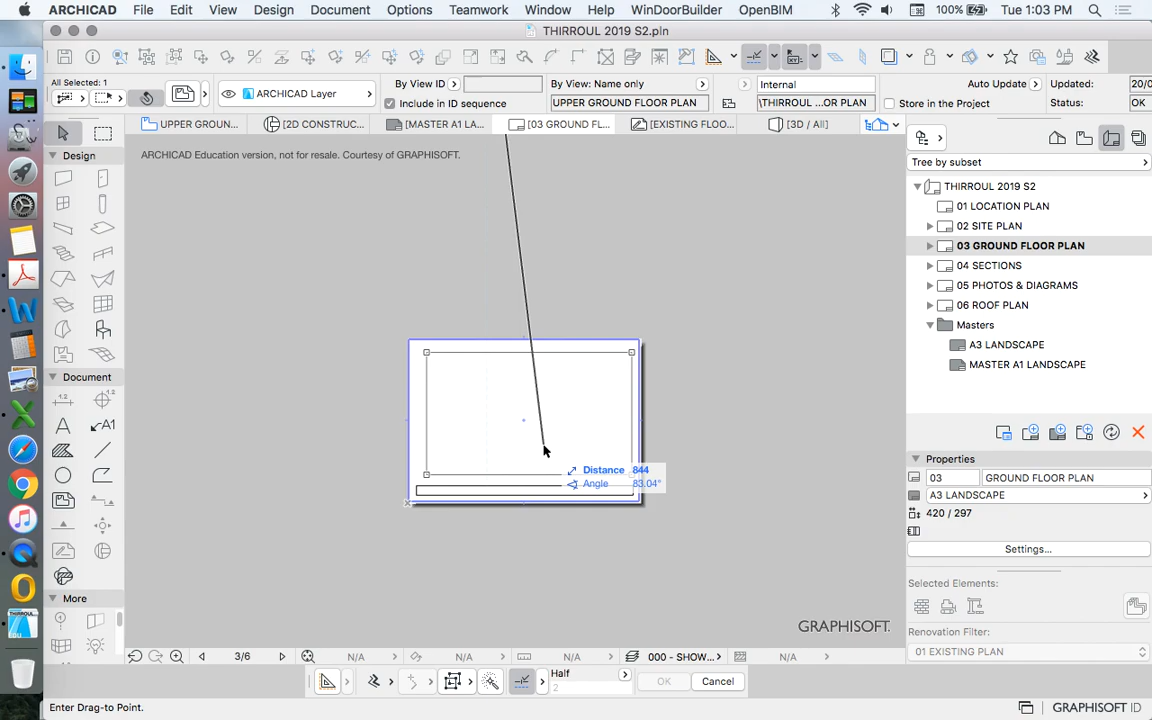 ARCHICAD File Edit View Design Document Options Teamwork Window Help WinDoorBuilder OpenBIM 100% Tue 1:03 PM
THIRROUL 2019 S2.pln
All Selected: 1
ARCHICAD Layer
By View ID
Include in ID sequence
By View: Name only
UPPER GROUND FLOOR PLAN
Internal
\THIRROUL ...OR PLAN
Auto Update
Store in the Project
Updated: 20/0
Status: OK
UPPER GROUN... [2D CONSTRUC... [MASTER A1 LA... [03 GROUND FL... [EXISTING FLOO... [3D / All]
Design
Document
A1
More
ARCHICAD Education version, not for resale. Courtesy of GRAPHISOFT.
Distance 844
Angle 83.04°
GRAPHISOFT.
Tree by subset
THIRROUL 2019 S2
01 LOCATION PLAN
02 SITE PLAN
03 GROUND FLOOR PLAN
04 SECTIONS
05 PHOTOS & DIAGRAMS
06 ROOF PLAN
Masters
A3 LANDSCAPE
MASTER A1 LANDSCAPE
Properties
03 GROUND FLOOR PLAN
A3 LANDSCAPE
420 / 297
Settings...
Selected Elements:
Renovation Filter:
01 EXISTING PLAN
3/6 N/A N/A N/A 000 - SHOW... N/A
Half
2
OK Cancel
Enter Drag-to Point.
GRAPHISOFT ID